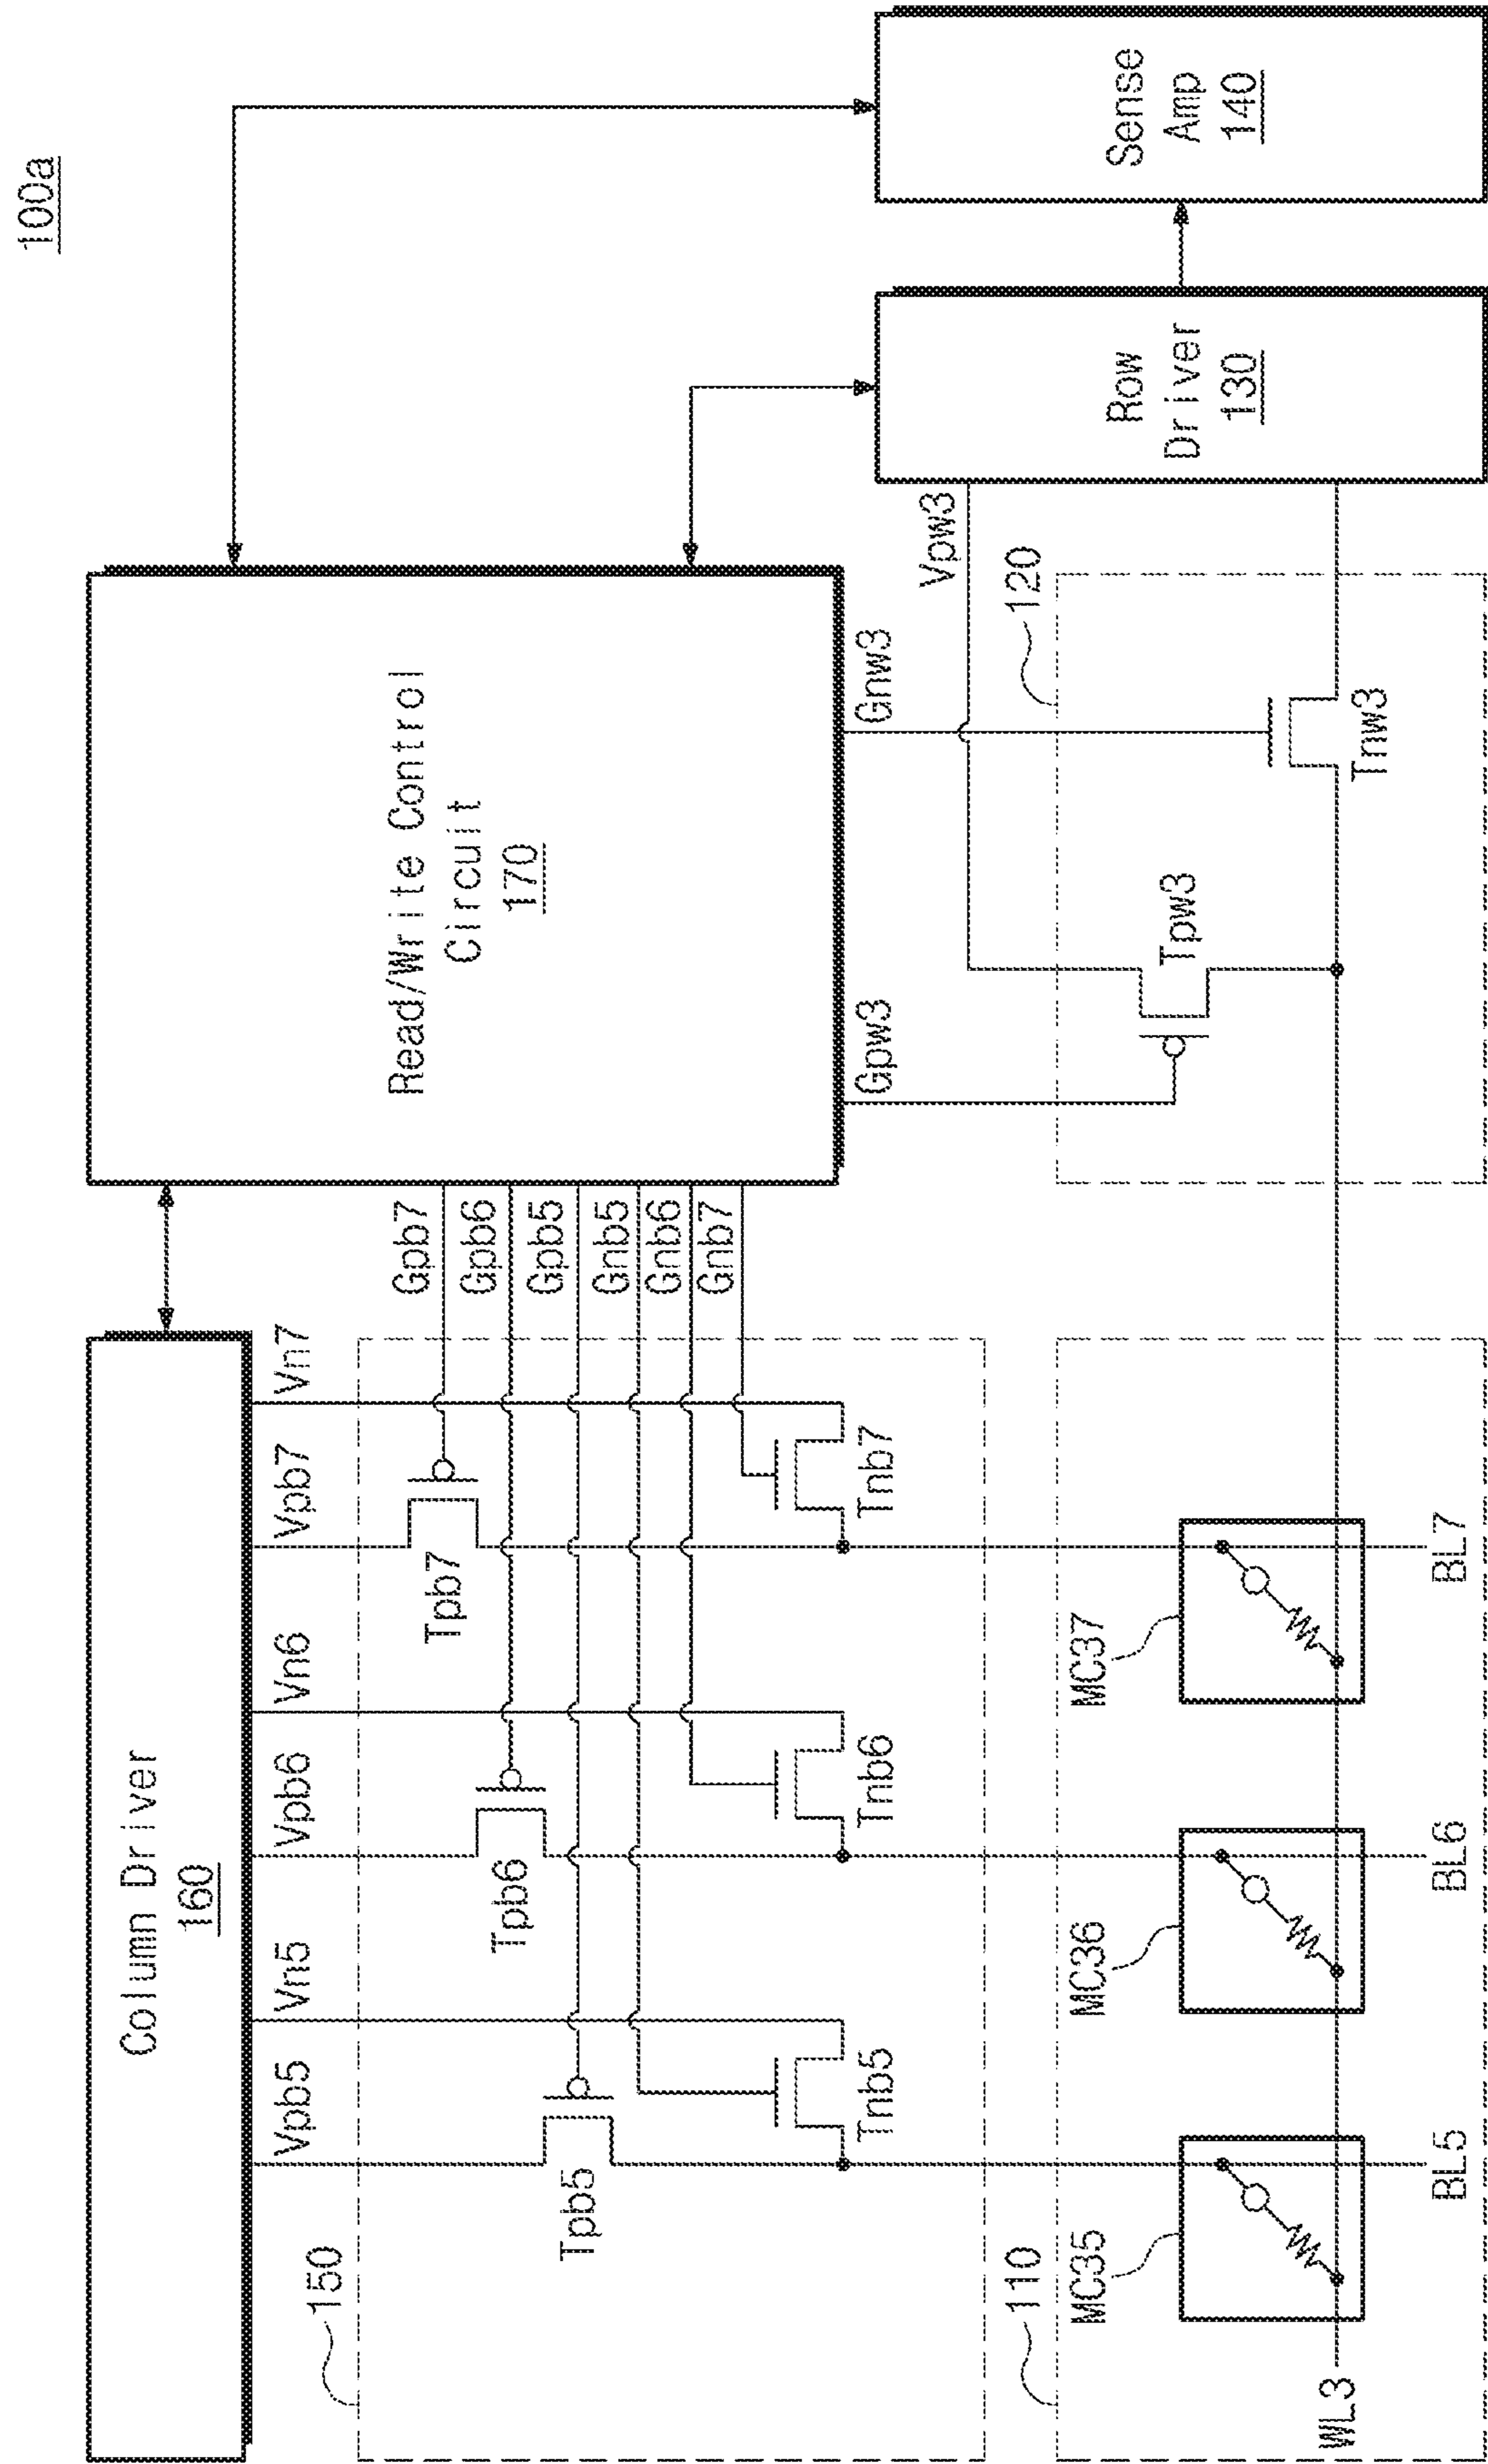 100a
Column Driver
160
Read/Write Control
Circuit
170
Sense
Amp
140
Row
Driver
130
Vpb5
Vn5
Vpb6
Vn6
Vpb7
Vn7
Gpb7
Gpb6
Gpb5
Gnb5
Gnb6
Gnb7
150
Tpb5
Tpb6
Tpb7
Tnb5
Tnb6
Tnb7
Gpw3
Gnw3
Vpw3
120
Tpw3
Tnw3
110
MC35
MC36
MC37
WL3
BL5
BL6
BL7